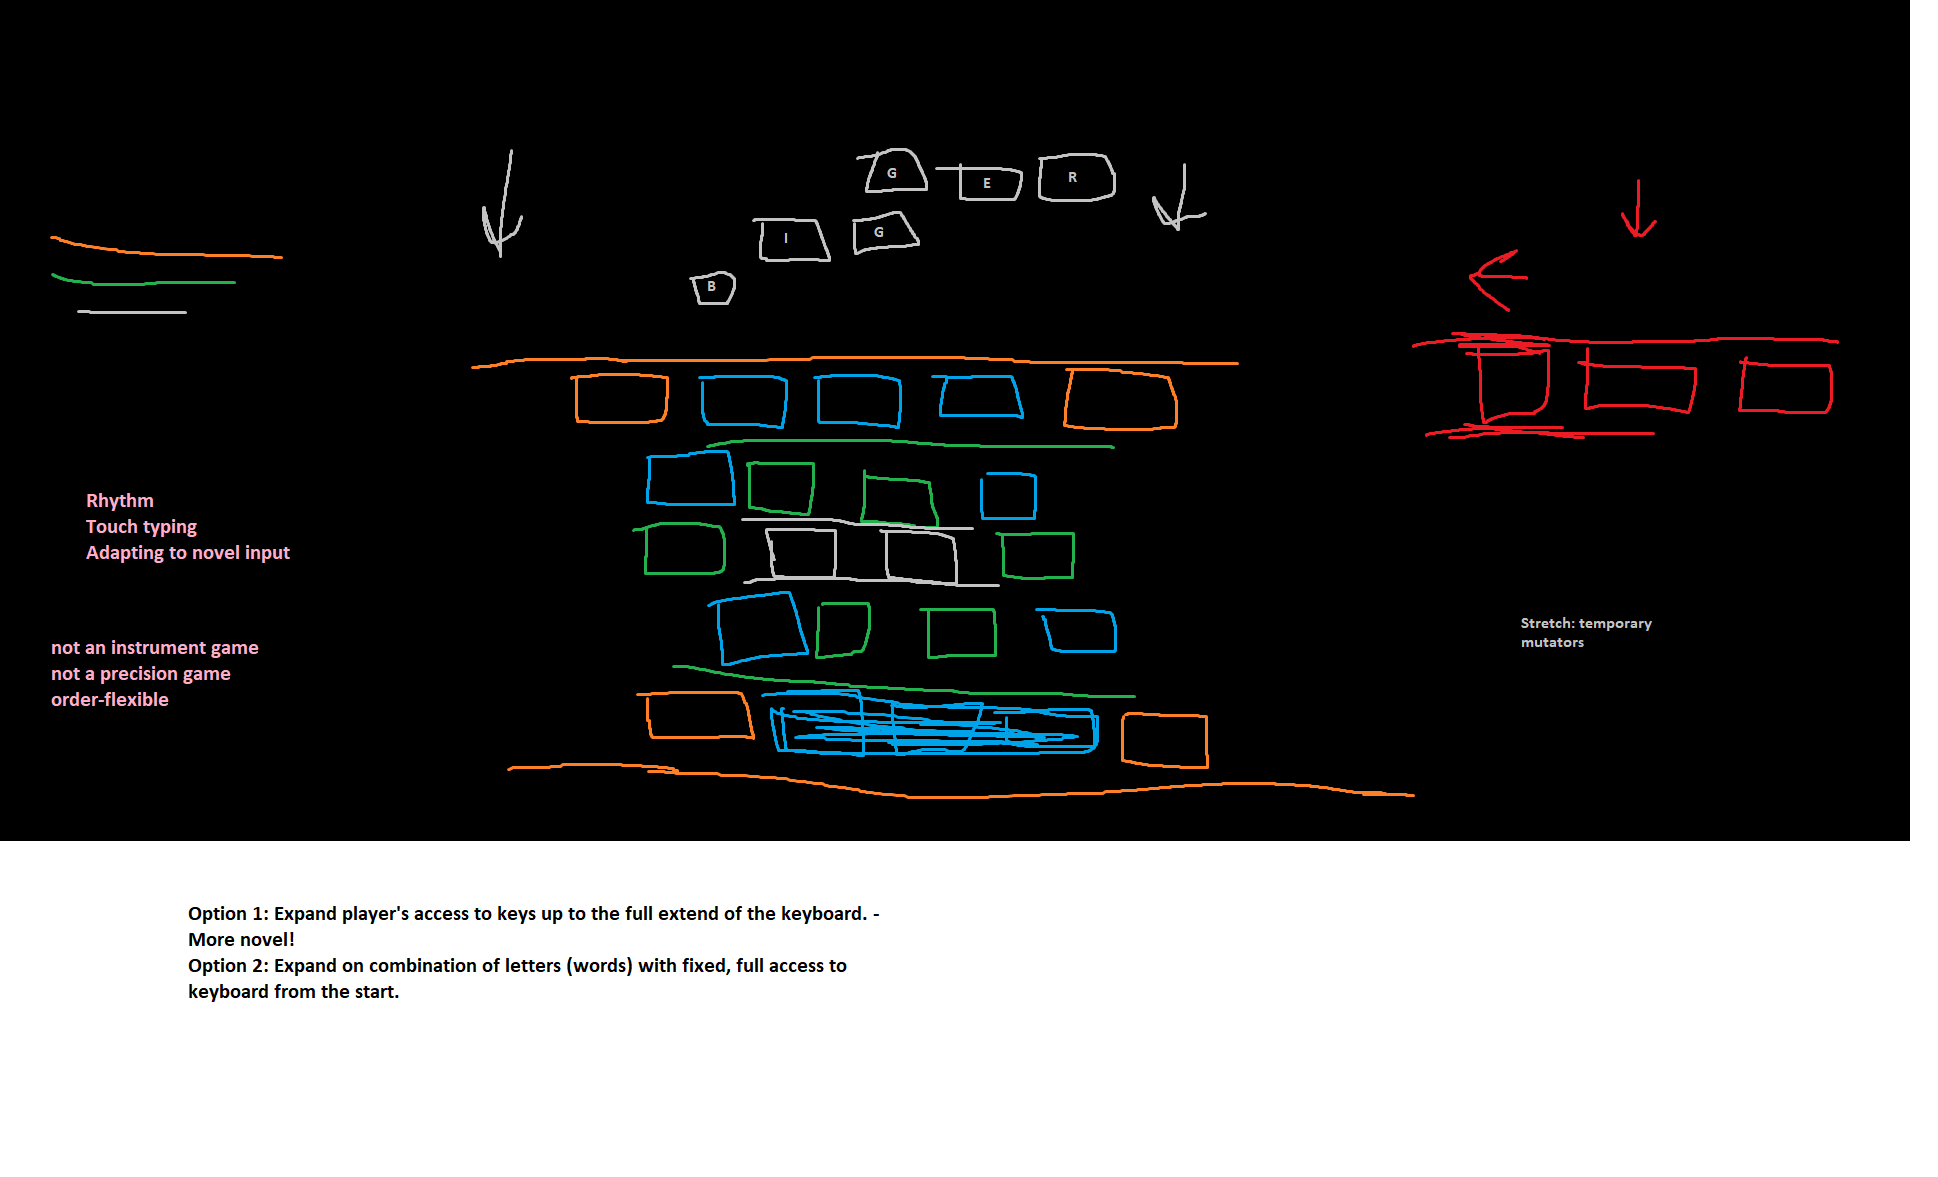 G E R
I G
B
Rhythm
Touch typing
Adapting to novel input
not an instrument game
not a precision game
order-flexible
Stretch: temporary
mutators
Option 1: Expand player's access to keys up to the full extend of the keyboard. -
More novel!
Option 2: Expand on combination of letters (words) with fixed, full access to
keyboard from the start.